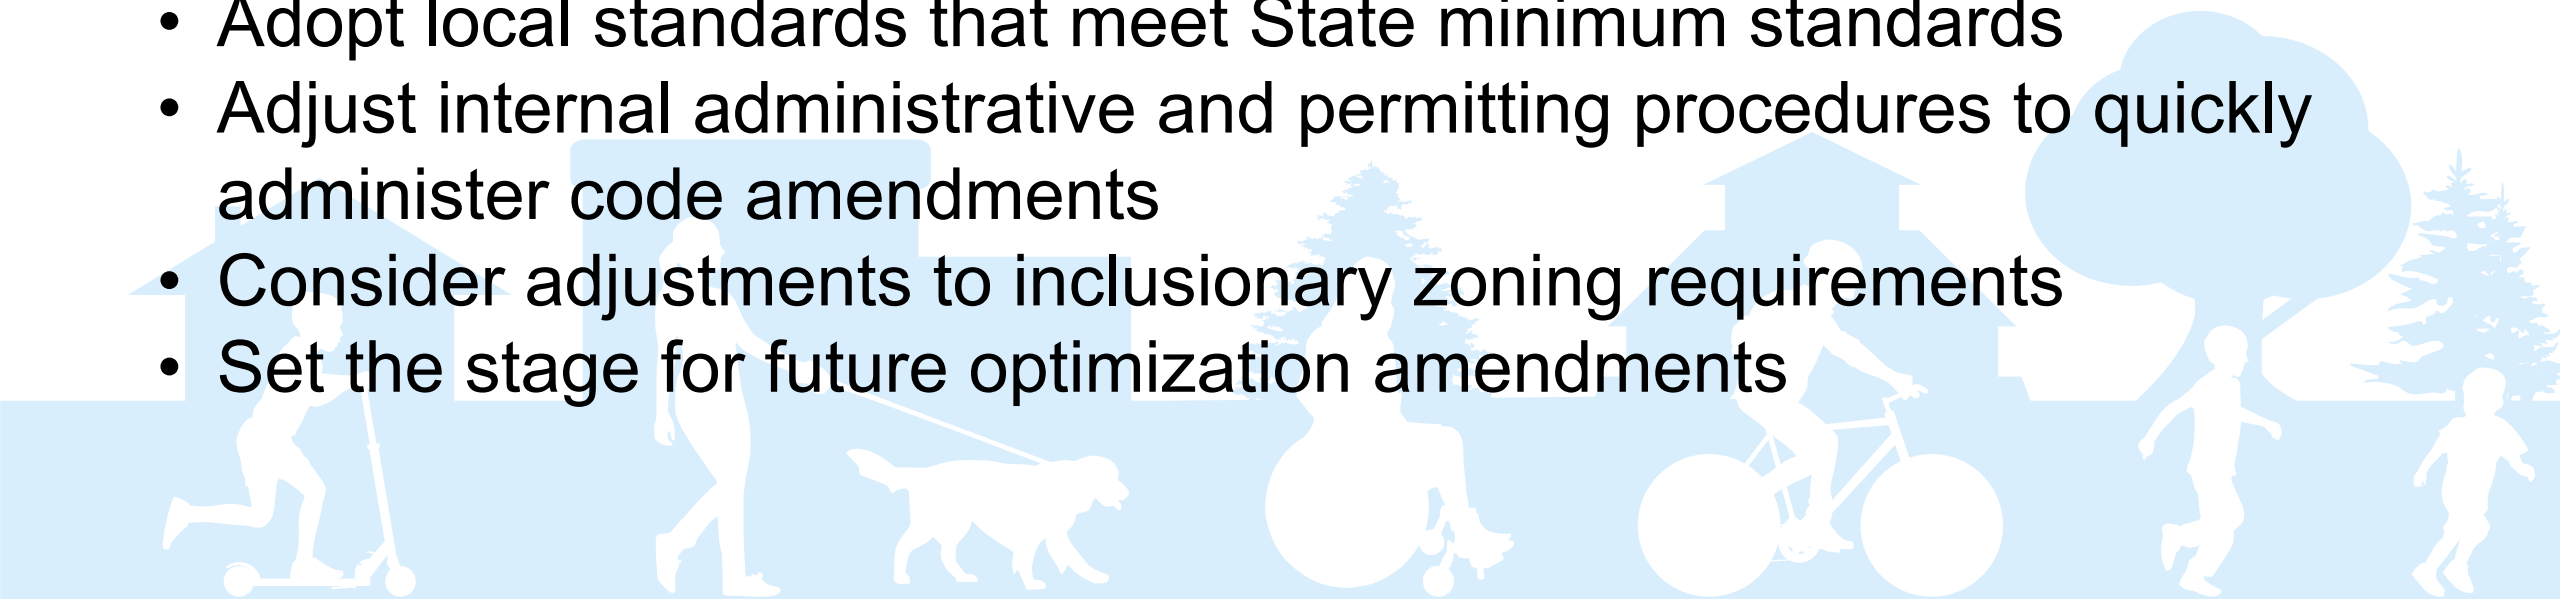 • Adopt local standards that meet State minimum standards
• Adjust internal administrative and permitting procedures to quickly
administer code amendments
• Consider adjustments to inclusionary zoning requirements
• Set the stage for future optimization amendments